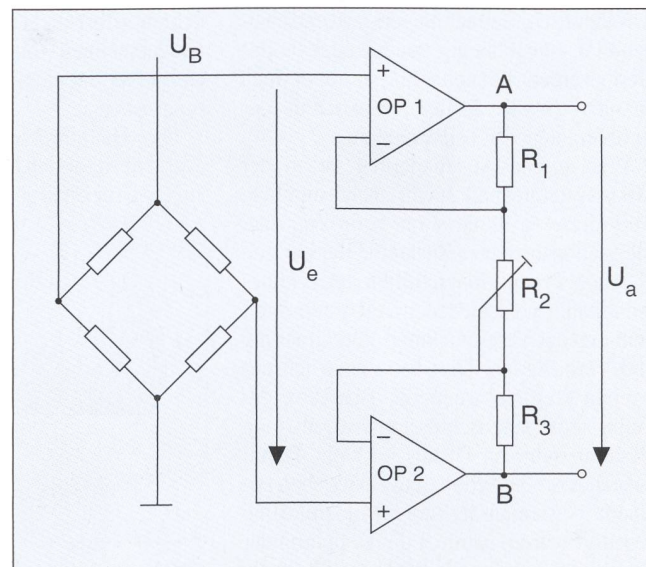 U_B
+
A
OP 1
−
R_1
U_e
R_2
U_a
−
R_3
OP 2
B
+